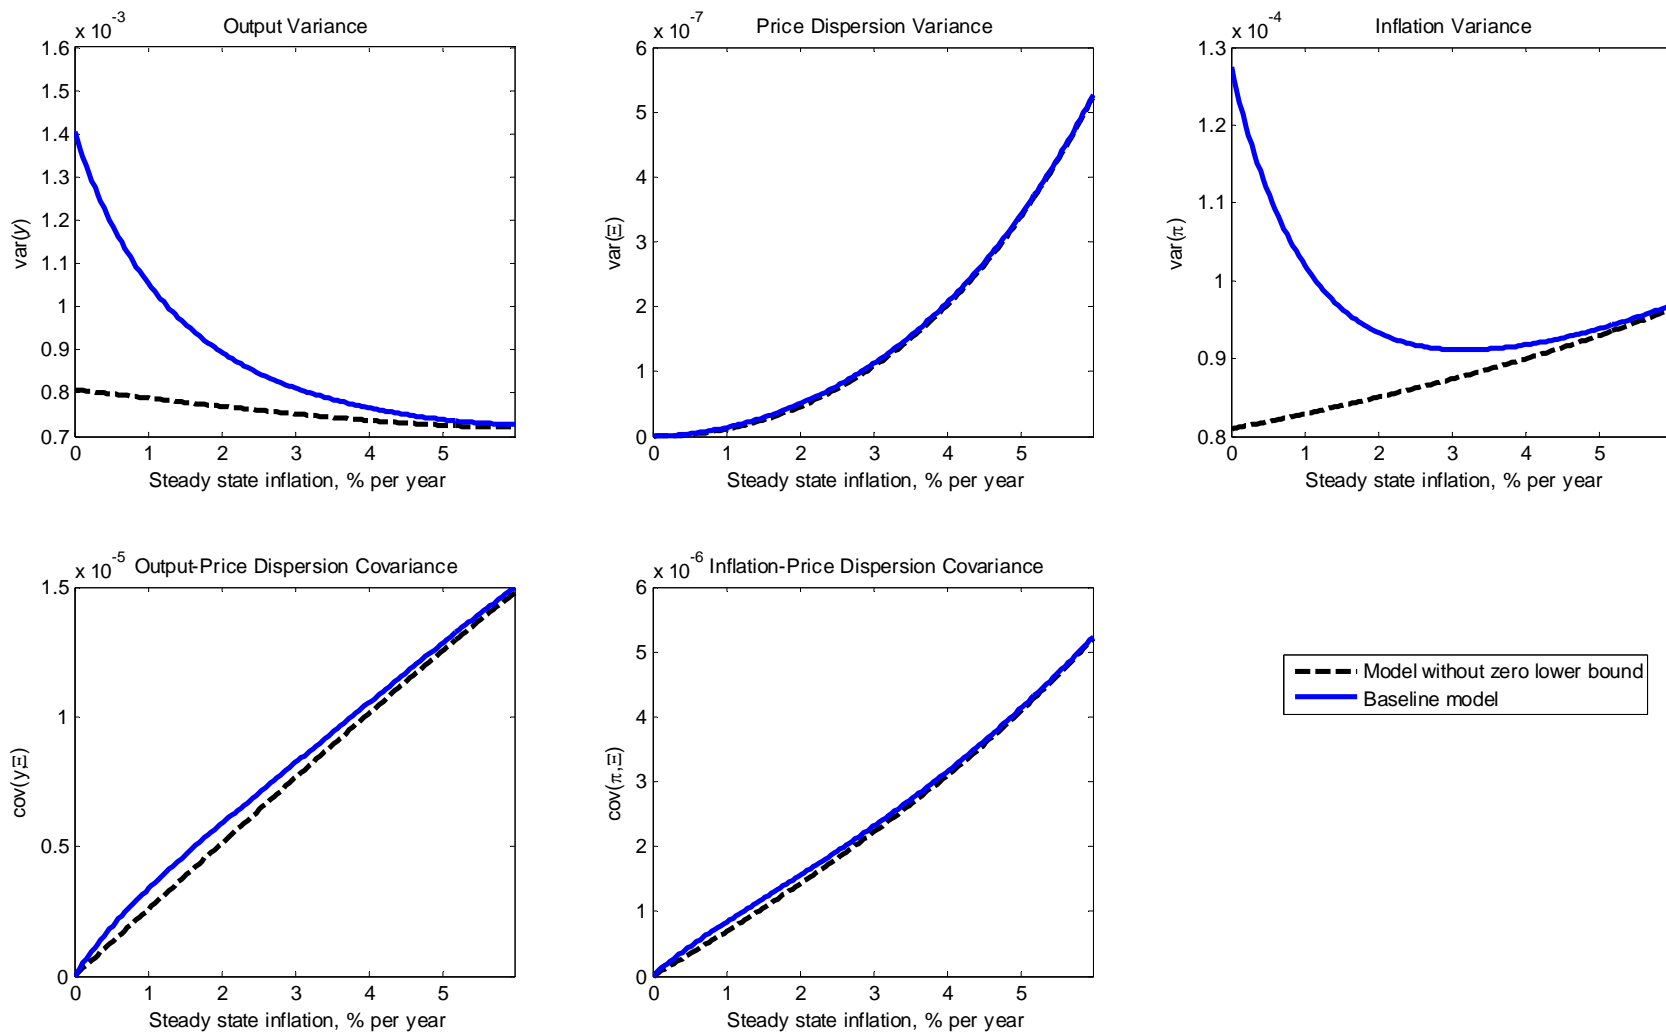 x 10-3
Output Variance
1.6
1.5
1.4
1.3
1.2
1.1
1
0.9
0.8
0.7
var(y)
0 1 2 3 4 5
Steady state inflation, % per year
x 10-7
Price Dispersion Variance
6
5
4
3
2
1
0
var(Ξ)
0 1 2 3 4 5
Steady state inflation, % per year
x 10-4
Inflation Variance
1.3
1.2
1.1
1
0.9
0.8
var(π)
0 1 2 3 4 5
Steady state inflation, % per year
x 10-5
Output-Price Dispersion Covariance
1.5
1
0.5
0
cov(y,Ξ)
0 1 2 3 4 5
Steady state inflation, % per year
x 10-6
Inflation-Price Dispersion Covariance
6
5
4
3
2
1
0
cov(π,Ξ)
0 1 2 3 4 5
Steady state inflation, % per year
Model without zero lower bound
Baseline model